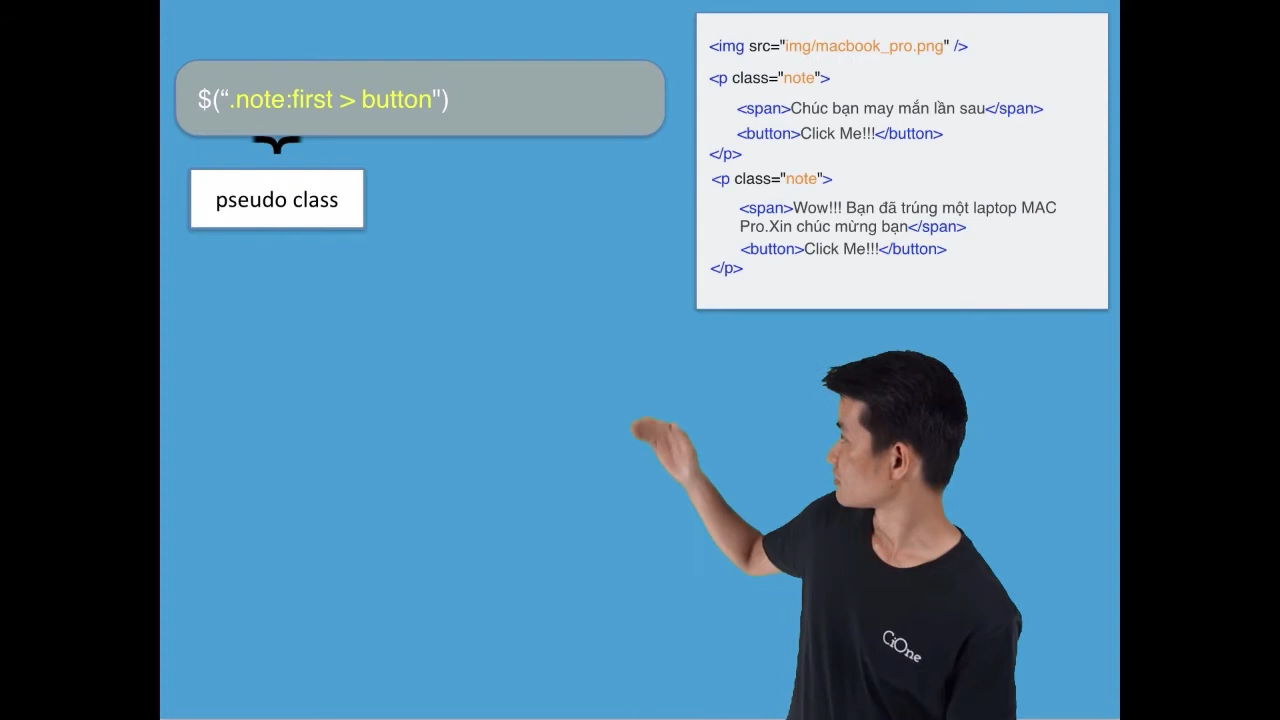 $(“.note:first > button")
pseudo class
<img src="img/macbook_pro.png" />
<p class="note">
<span>Chúc bạn may mắn lần sau</span>
<button>Click Me!!!</button>
</p>
<p class="note">
<span>Wow!!! Bạn đã trúng một laptop MAC
Pro.Xin chúc mừng bạn</span>
<button>Click Me!!!</button>
</p>
CiOne